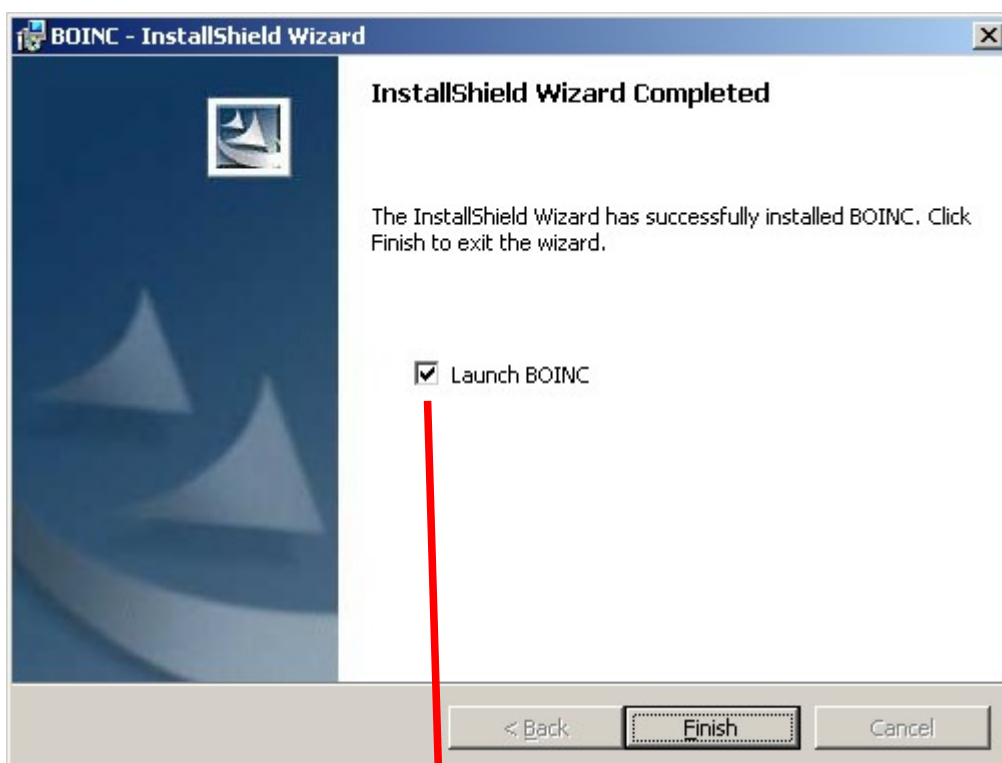 BOINC - InstallShield Wizard
InstallShield Wizard Completed
The InstallShield Wizard has successfully installed BOINC. Click
Finish to exit the wizard.
Launch BOINC
< Back
Finish
Cancel